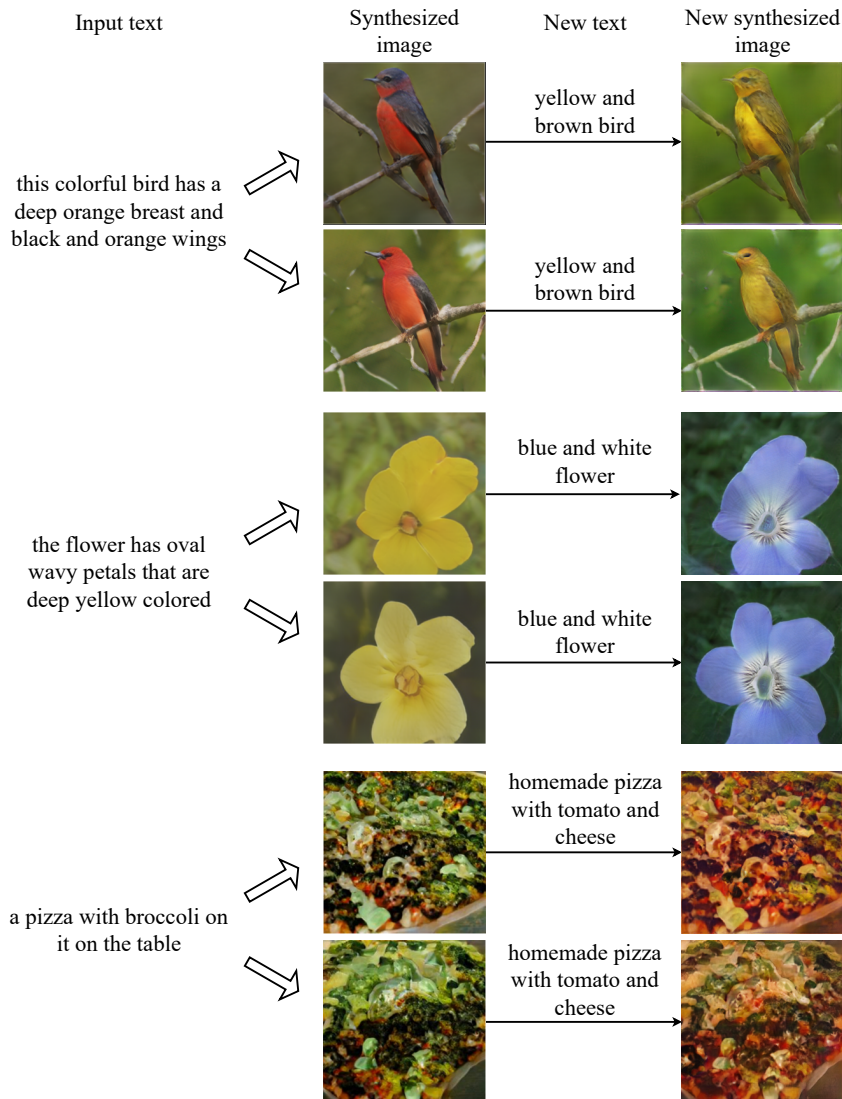 Input text
Synthesized
image
New text
New synthesized
image
this colorful bird has a
deep orange breast and
black and orange wings
yellow and
brown bird
yellow and
brown bird
the flower has oval
wavy petals that are
deep yellow colored
blue and white
flower
blue and white
flower
a pizza with broccoli on
it on the table
homemade pizza
with tomato and
cheese
homemade pizza
with tomato and
cheese